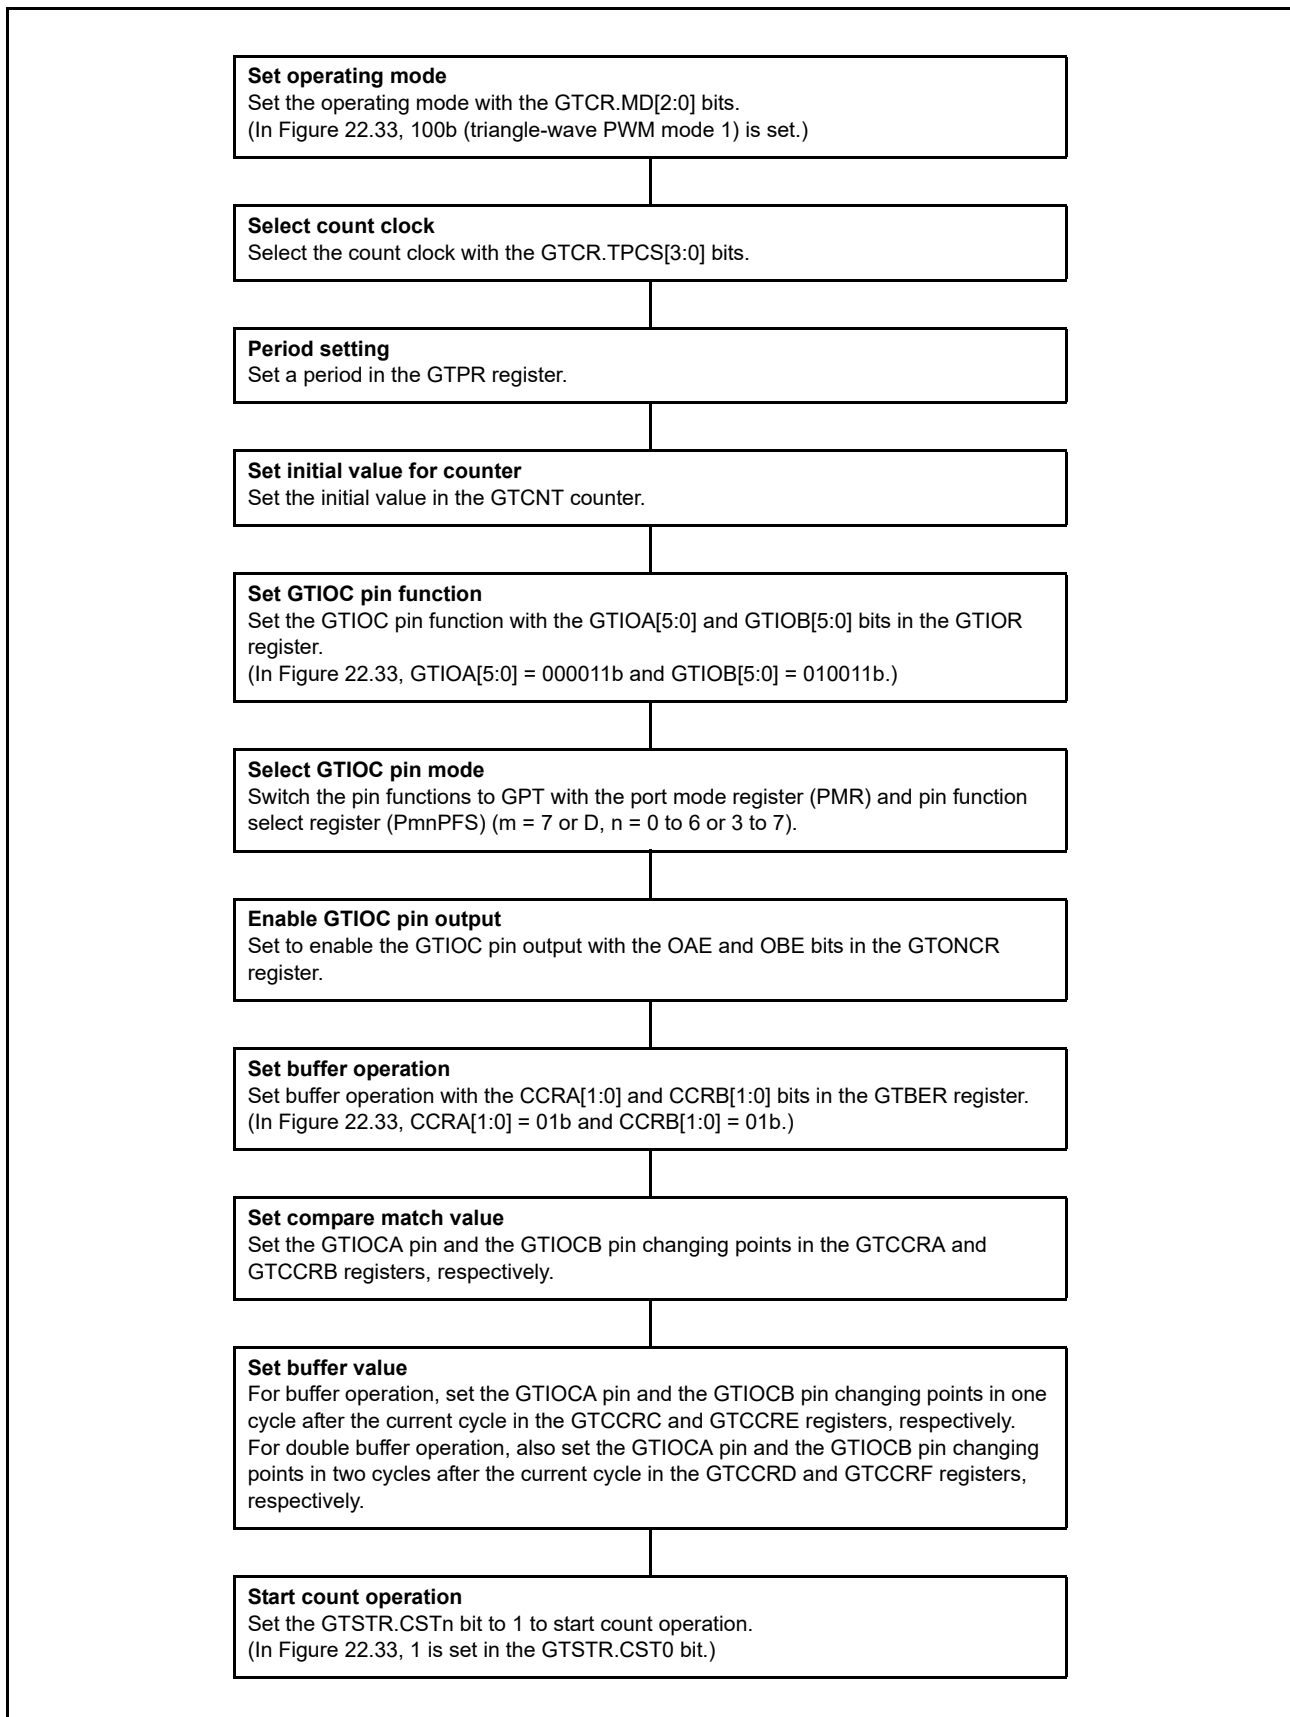 Set operating mode
Set the operating mode with the GTCR.MD[2:0] bits.
(In Figure 22.33, 100b (triangle-wave PWM mode 1) is set.)
Select count clock
Select the count clock with the GTCR.TPCS[3:0] bits.
Period setting
Set a period in the GTPR register.
Set initial value for counter
Set the initial value in the GTCNT counter.
Set GTIOC pin function
Set the GTIOC pin function with the GTIOA[5:0] and GTIOB[5:0] bits in the GTIOR
register.
(In Figure 22.33, GTIOA[5:0] = 000011b and GTIOB[5:0] = 010011b.)
Select GTIOC pin mode
Switch the pin functions to GPT with the port mode register (PMR) and pin function
select register (PmnPFS) (m = 7 or D, n = 0 to 6 or 3 to 7).
Enable GTIOC pin output
Set to enable the GTIOC pin output with the OAE and OBE bits in the GTONCR
register.
Set buffer operation
Set buffer operation with the CCRA[1:0] and CCRB[1:0] bits in the GTBER register.
(In Figure 22.33, CCRA[1:0] = 01b and CCRB[1:0] = 01b.)
Set compare match value
Set the GTIOCA pin and the GTIOCB pin changing points in the GTCCRA and
GTCCRB registers, respectively.
Set buffer value
For buffer operation, set the GTIOCA pin and the GTIOCB pin changing points in one
cycle after the current cycle in the GTCCRC and GTCCRE registers, respectively.
For double buffer operation, also set the GTIOCA pin and the GTIOCB pin changing
points in two cycles after the current cycle in the GTCCRD and GTCCRF registers,
respectively.
Start count operation
Set the GTSTR.CSTn bit to 1 to start count operation.
(In Figure 22.33, 1 is set in the GTSTR.CST0 bit.)